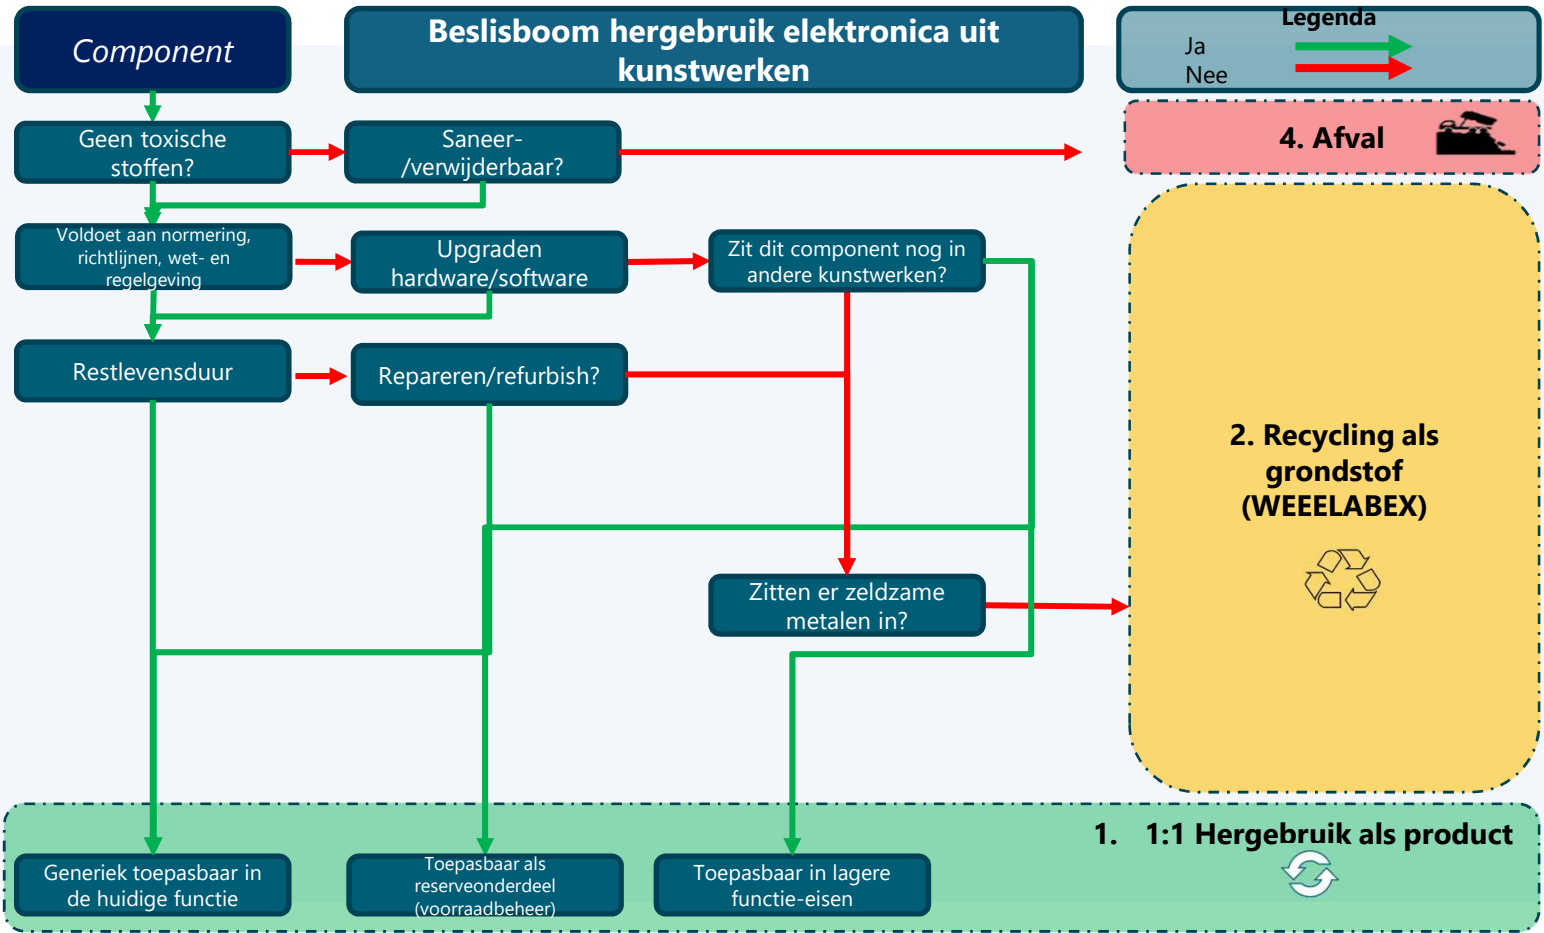 Component
Beslisboom hergebruik elektronica uit
kunstwerken
Legenda
Ja
Nee
Geen toxische
stoffen?
Saneer-
/verwijderbaar?
4. Afval
Voldoet aan normering,
richtlijnen, wet- en
regelgeving
Upgraden
hardware/software
Zit dit component nog in
andere kunstwerken?
Restlevensduur
Repareren/refurbish?
2. Recycling als
grondstof
(WEEELABEX)
Zitten er zeldzame
metalen in?
1. 1:1 Hergebruik als product
Generiek toepasbaar in
de huidige functie
Toepasbaar als
reserveonderdeel
(voorraadbeheer)
Toepasbaar in lagere
functie-eisen